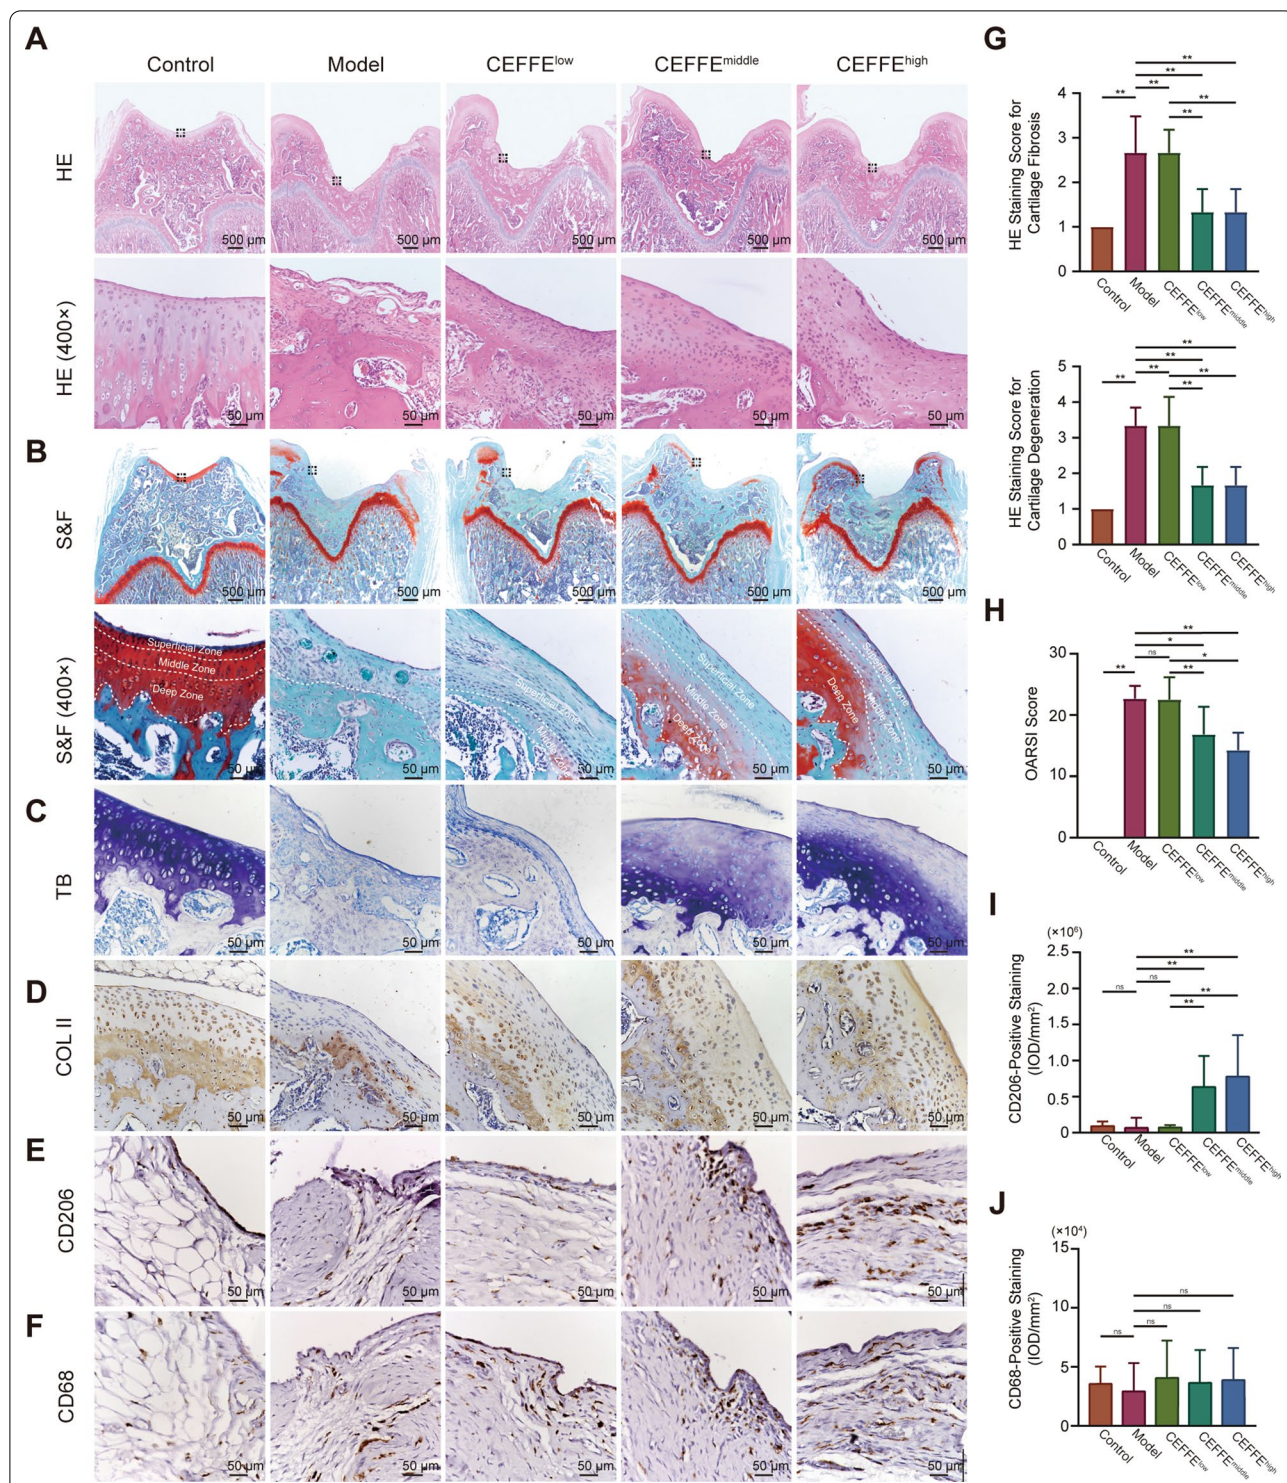 A
Control Model CEFFElow CEFFEmiddle CEFFEhigh
HE
500 µm 500 µm 500 µm 500 µm 500 µm
HE (400×)
50 µm 50 µm 50 µm 50 µm 50 µm
B
S&F
500 µm 500 µm 500 µm 500 µm 500 µm
S&F (400×)
Superficial Zone
Middle Zone
Deep Zone
Superficial Zone
Superficial Zone
Middle Zone
Deep Zone
Superficial Zone
Middle Zone
Deep Zone
50 µm 50 µm 50 µm 50 µm 50 µm
C
TB
50 µm 50 µm 50 µm 50 µm 50 µm
D
COL II
50 µm 50 µm 50 µm 50 µm 50 µm
E
CD206
50 µm 50 µm 50 µm 50 µm 50 µm
F
CD68
50 µm 50 µm 50 µm 50 µm 50 µm
G
HE Staining Score for
Cartilage Fibrosis
4
3
2
1
0
** ** ** ** ** **
Control Model CEFFElow CEFFEmiddle CEFFEhigh
HE Staining Score for
Cartilage Degeneration
5
4
3
2
1
0
** ** ** ** ** **
Control Model CEFFElow CEFFEmiddle CEFFEhigh
H
OARSI Score
30
20
10
0
**
*
ns *
** **
Control Model CEFFElow CEFFEmiddle CEFFEhigh
I
(×10⁶)
CD206-Positive Staining
(IOD/mm²)
2.5
2.0
1.5
1.0
0.5
0
**
**
ns
ns **
**
Control Model CEFFElow CEFFEmiddle CEFFEhigh
J
(×10⁴)
CD68-Positive Staining
(IOD/mm²)
15
10
5
0
ns
ns
ns ns
Control Model CEFFElow CEFFEmiddle CEFFEhigh